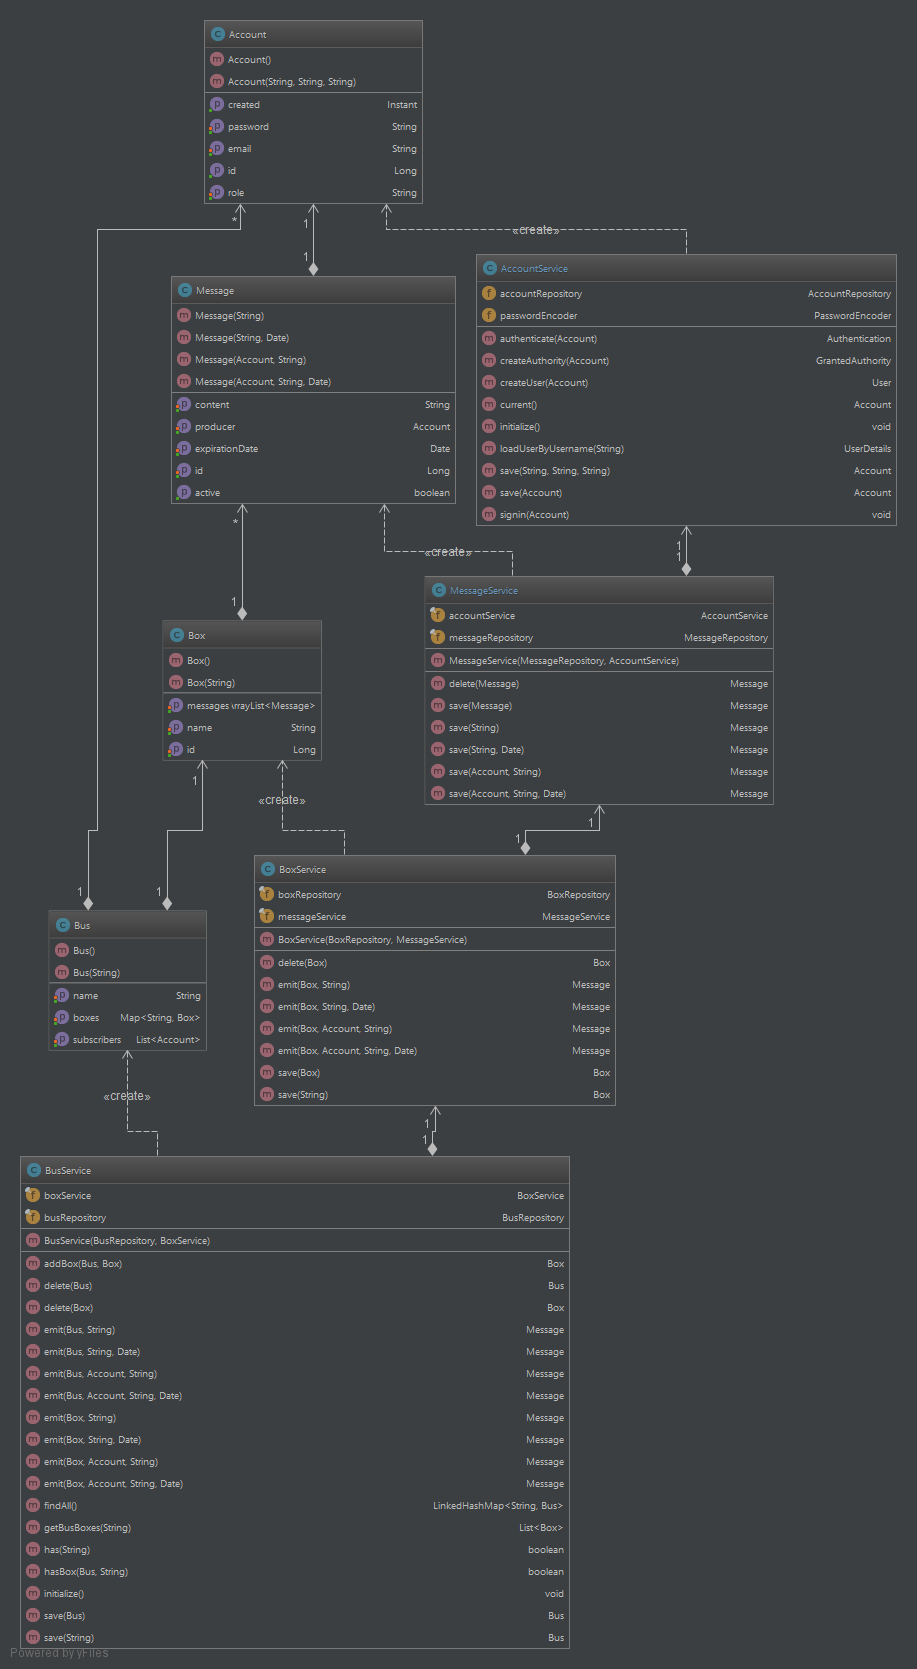 Account
Account()
Account(String, String, String)
created Instant
password String
email String
id Long
role String
*
1
«create»
1
AccountService
accountRepository AccountRepository
passwordEncoder PasswordEncoder
authenticate(Account) Authentication
createAuthority(Account) GrantedAuthority
createUser(Account) User
current() Account
initialize() void
loadUserByUsername(String) UserDetails
save(String, String, String) Account
save(Account) Account
signin(Account) void
Message
Message(String)
Message(String, Date)
Message(Account, String)
Message(Account, String, Date)
content String
producer Account
expirationDate Date
id Long
active boolean
*
«create»
1
1
1
MessageService
accountService AccountService
messageRepository MessageRepository
MessageService(MessageRepository, AccountService)
delete(Message) Message
save(Message) Message
save(String) Message
save(String, Date) Message
save(Account, String) Message
save(Account, String, Date) Message
Box
Box()
Box(String)
messages rrayList<Message>
name String
id Long
1
«create»
1
1
1
1
BoxService
boxRepository BoxRepository
messageService MessageService
BoxService(BoxRepository, MessageService)
delete(Box) Box
emit(Box, String) Message
emit(Box, String, Date) Message
emit(Box, Account, String) Message
emit(Box, Account, String, Date) Message
save(Box) Box
save(String) Box
Bus
Bus()
Bus(String)
name String
boxes Map<String, Box>
subscribers List<Account>
«create»
1
1
BusService
boxService BoxService
busRepository BusRepository
BusService(BusRepository, BoxService)
addBox(Bus, Box) Box
delete(Bus) Bus
delete(Box) Box
emit(Bus, String) Message
emit(Bus, String, Date) Message
emit(Bus, Account, String) Message
emit(Bus, Account, String, Date) Message
emit(Box, String) Message
emit(Box, String, Date) Message
emit(Box, Account, String) Message
emit(Box, Account, String, Date) Message
findAll() LinkedHashMap<String, Bus>
getBusBoxes(String) List<Box>
has(String) boolean
hasBox(Bus, String) boolean
initialize() void
save(Bus) Bus
save(String) Bus
Powered by yFiles